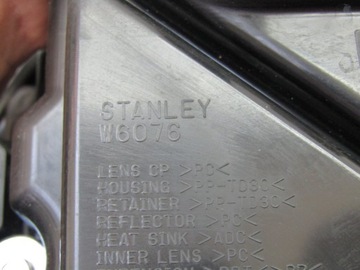 STANLEY
W6076
LENS CP >PC<
HOUSING >PP-TD30<
RETAINER >PP-TD30<
REFLECTOR >PC<
HEAT SINK >ADC<
INNER LENS >PC<